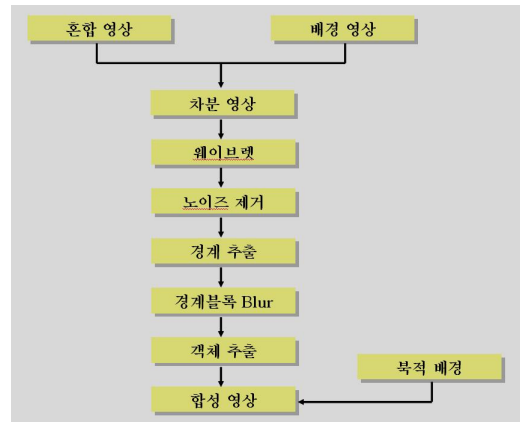 혼합 영상
배경 영상
차분 영상
웨이브렛
노이즈 제거
경계 추출
경계블록 Blur
객체 추출
북적 배경
합성 영상